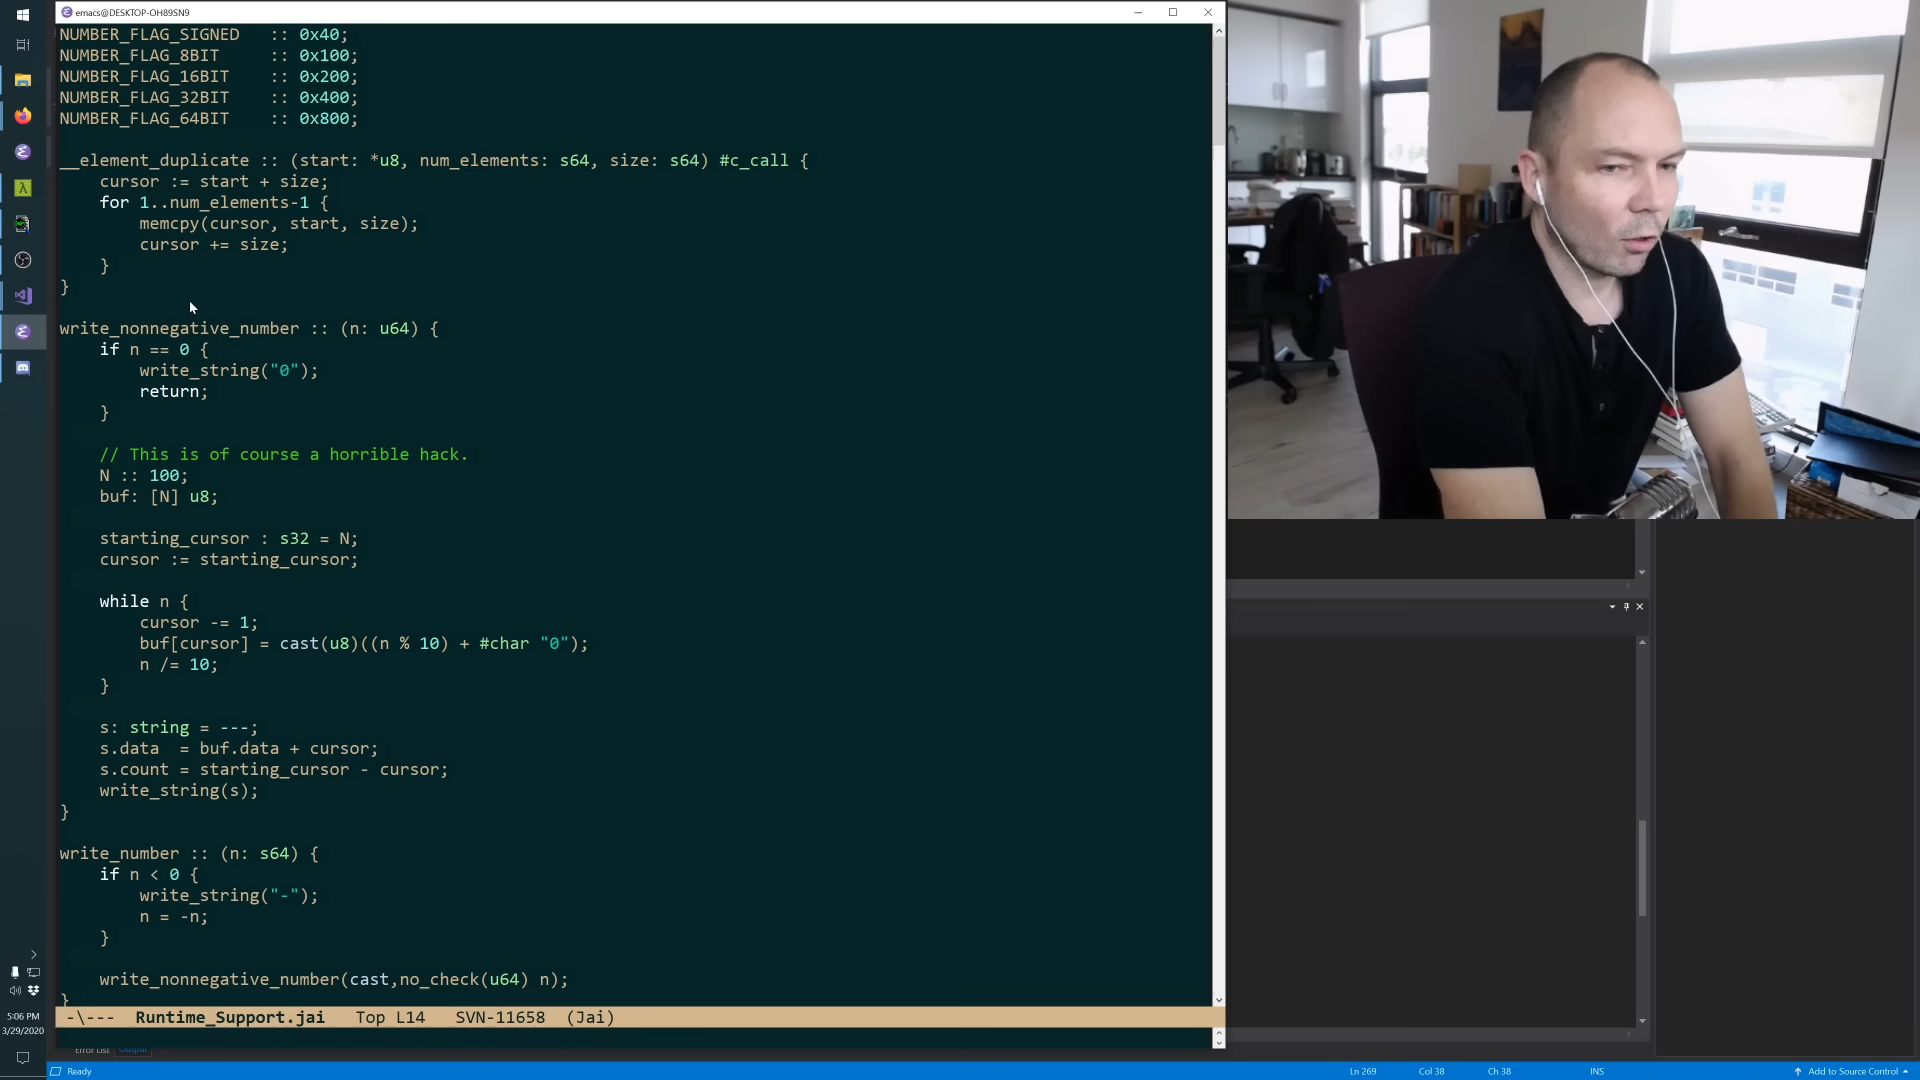 emacs@DESKTOP-OH89SN9
NUMBER_FLAG_SIGNED   :: 0x40;
NUMBER_FLAG_8BIT     :: 0x100;
NUMBER_FLAG_16BIT    :: 0x200;
NUMBER_FLAG_32BIT    :: 0x400;
NUMBER_FLAG_64BIT    :: 0x800;
__element_duplicate :: (start: *u8, num_elements: s64, size: s64) #c_call {
    cursor := start + size;
    for 1..num_elements-1 {
        memcpy(cursor, start, size);
        cursor += size;
    }
}
write_nonnegative_number :: (n: u64) {
    if n == 0 {
        write_string("0");
        return;
    }
    // This is of course a horrible hack.
    N :: 100;
    buf: [N] u8;
    starting_cursor : s32 = N;
    cursor := starting_cursor;
    while n {
        cursor -= 1;
        buf[cursor] = cast(u8)((n % 10) + #char "0");
        n /= 10;
    }
    s: string = ---;
    s.data  = buf.data + cursor;
    s.count = starting_cursor - cursor;
    write_string(s);
}
write_number :: (n: s64) {
    if n < 0 {
        write_string("-");
        n = -n;
    }
    write_nonnegative_number(cast,no_check(u64) n);
}
-\---  Runtime_Support.jai   Top L14   SVN-11658  (Jai)
5:06 PM
3/29/2020
Error List Output
Ready Ln 269 Col 38 Ch 38 INS Add to Source Control